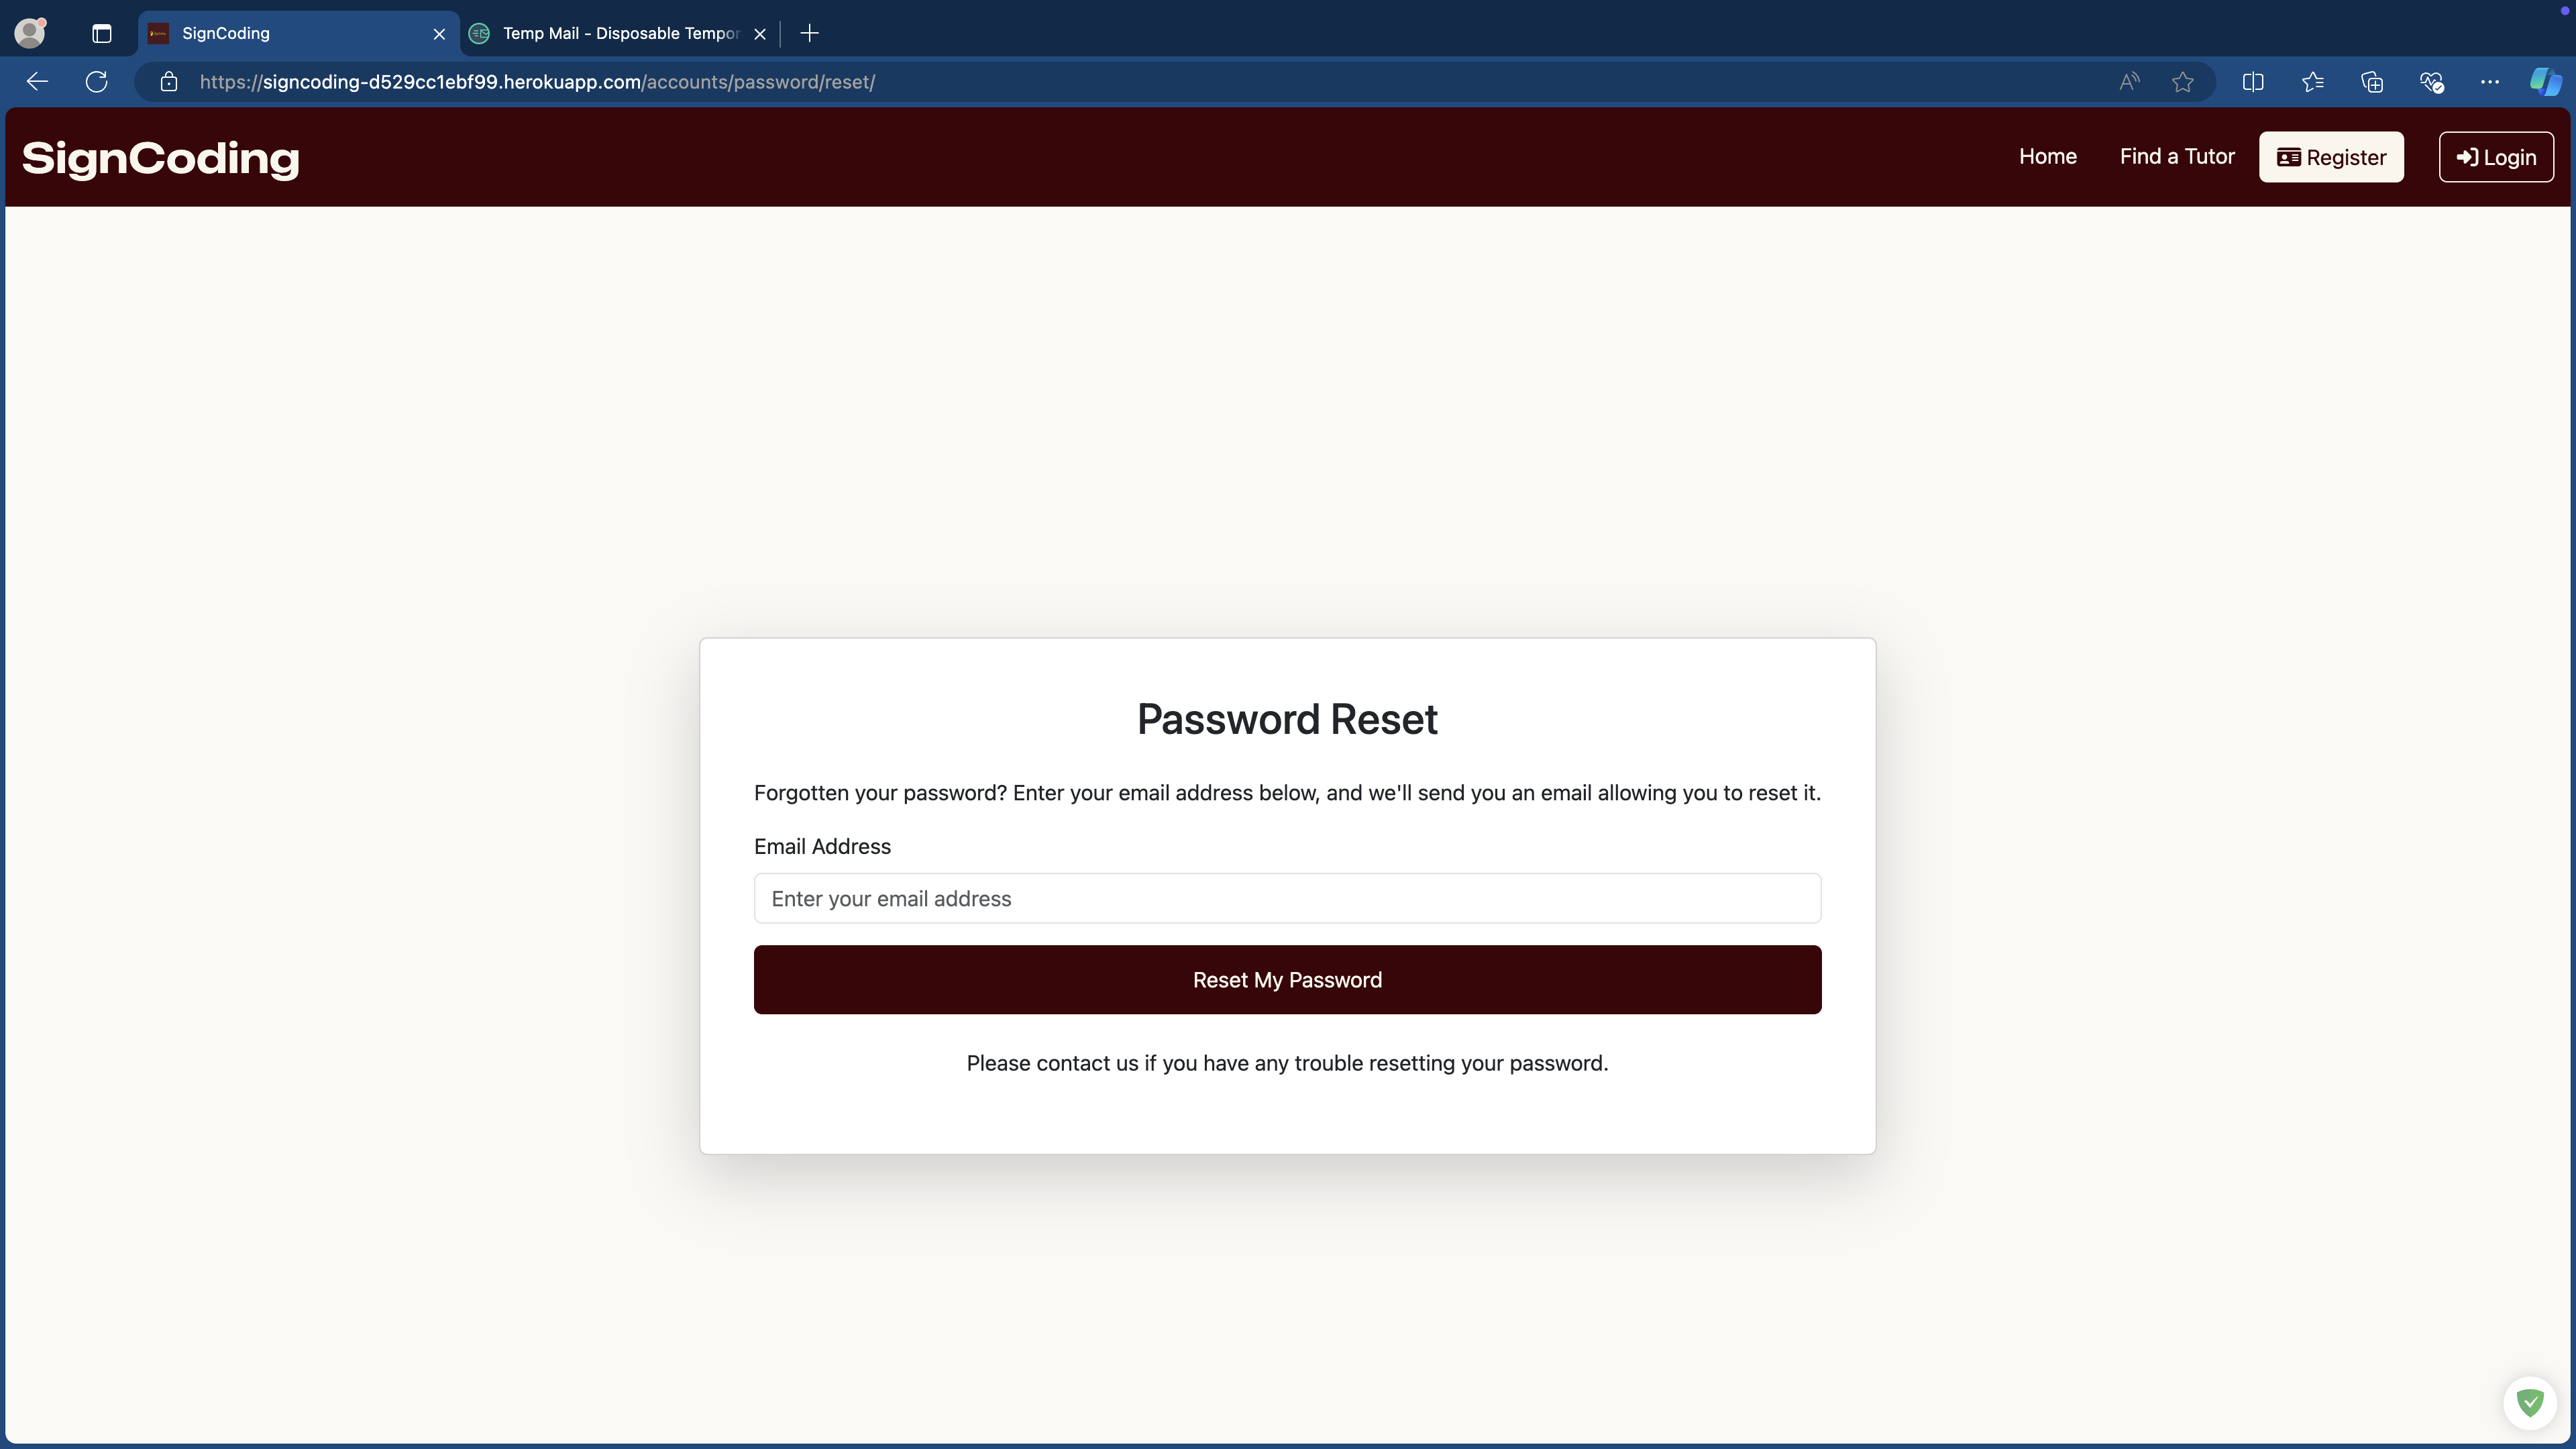 SignCoding
Temp Mail - Disposable Tempor
https://signcoding-d529cc1ebf99.herokuapp.com/accounts/password/reset/
SignCoding
Home
Find a Tutor
Register
Login
Password Reset
Forgotten your password? Enter your email address below, and we'll send you an email allowing you to reset it.
Email Address
Enter your email address
Reset My Password
Please contact us if you have any trouble resetting your password.